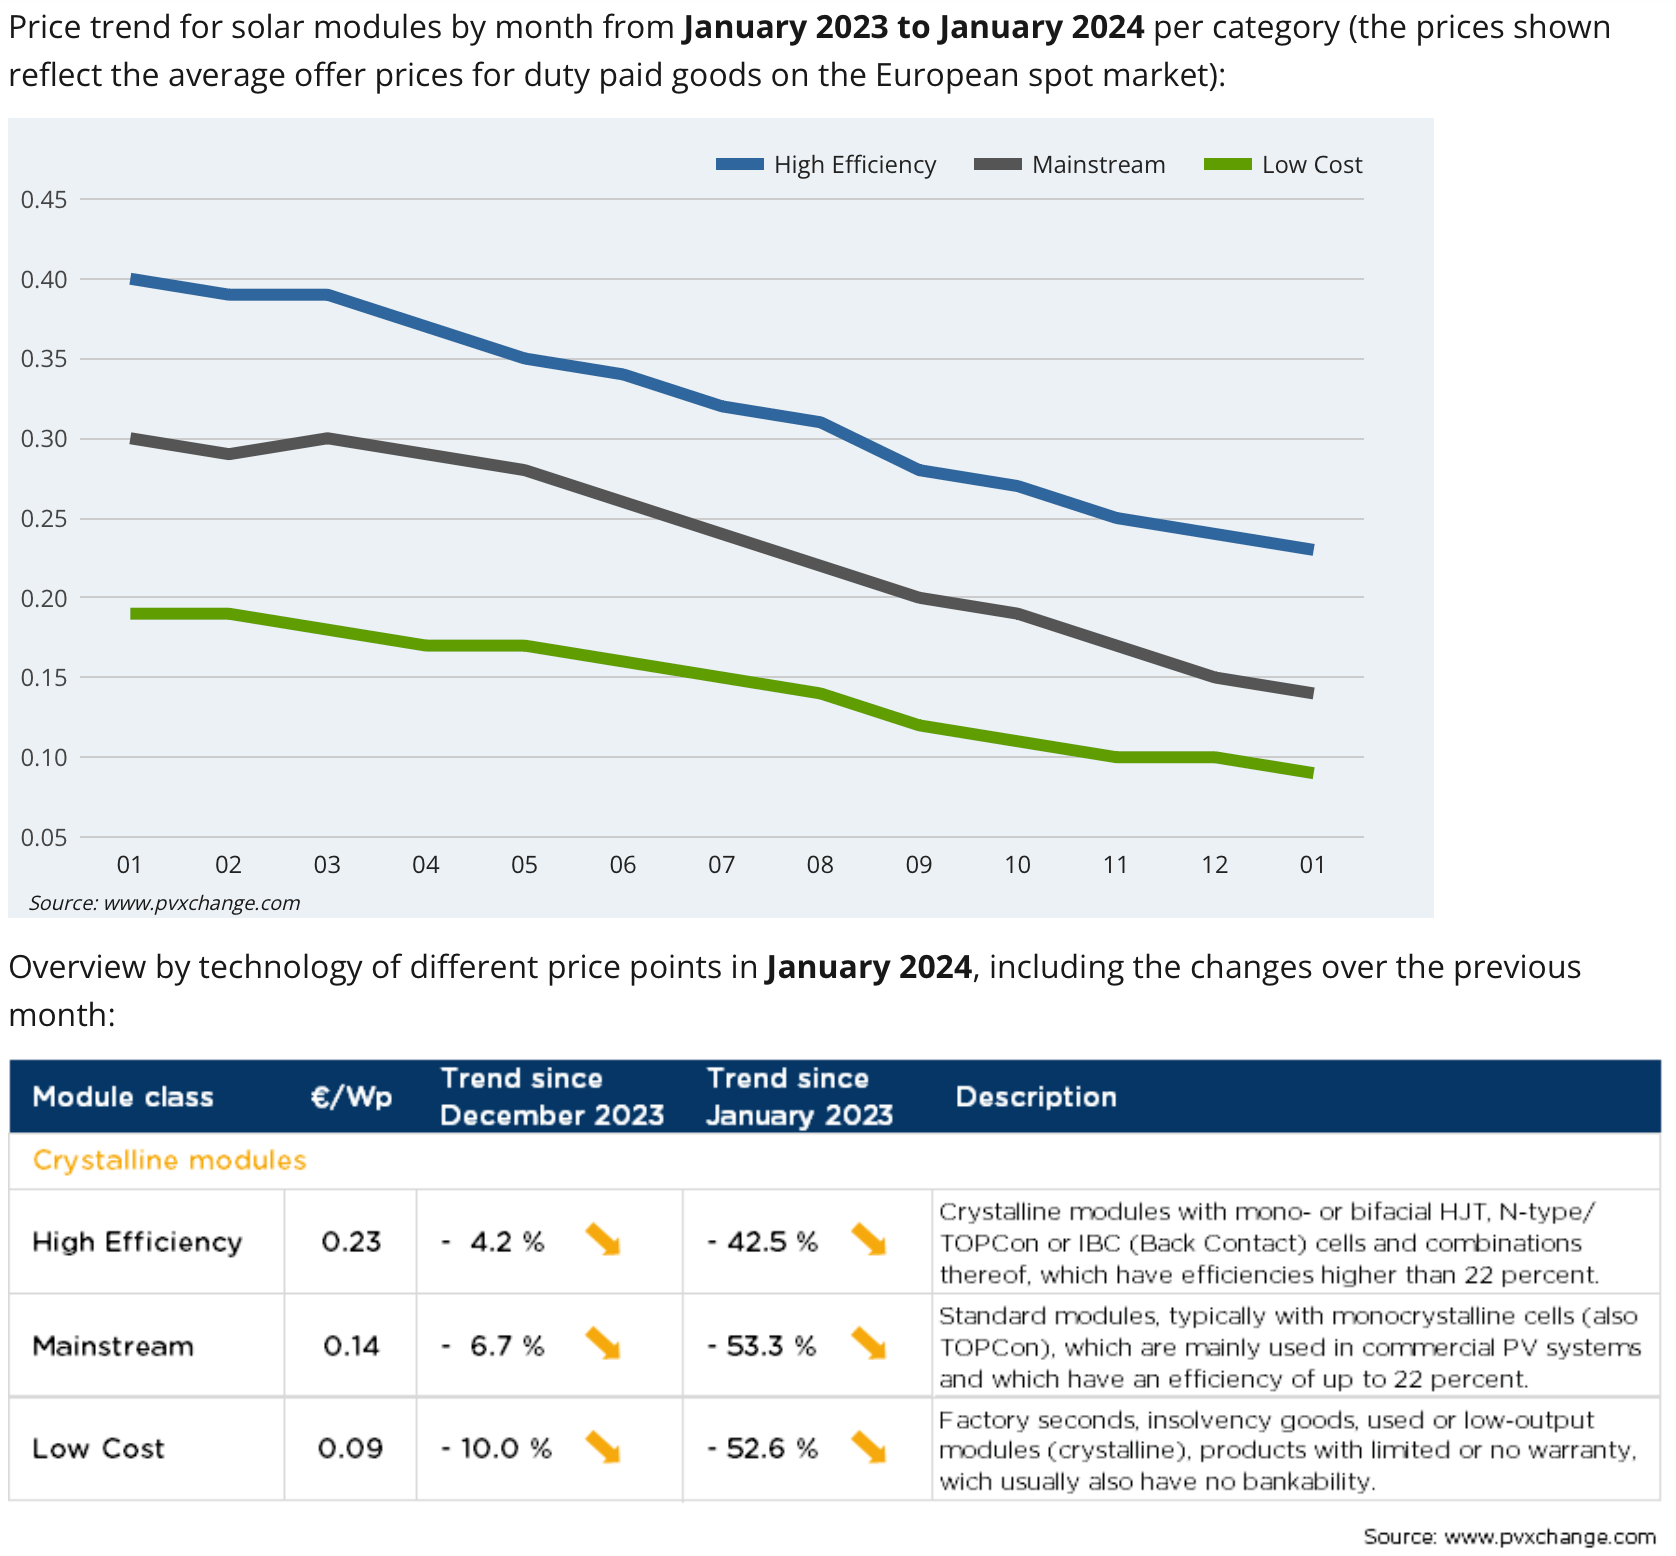 Price trend for solar modules by month from January 2023 to January 2024 per category (the prices shown
reflect the average offer prices for duty paid goods on the European spot market):
High Efficiency Mainstream Low Cost
0.45
0.40
0.35
0.30
0.25
0.20
0.15
0.10
0.05
01 02 03 04 05 06 07 08 09 10 11 12 01
Source: www.pvxchange.com
Overview by technology of different price points in January 2024, including the changes over the previous
month:
Module class €/Wp Trend since December 2023 Trend since January 2023 Description
Crystalline modules
High Efficiency 0.23 - 4.2 % - 42.5 %
Crystalline modules with mono- or bifacial HJT, N-type/
TOPCon or IBC (Back Contact) cells and combinations
thereof, which have efficiencies higher than 22 percent.
Mainstream 0.14 - 6.7 % - 53.3 %
Standard modules, typically with monocrystalline cells (also
TOPCon), which are mainly used in commercial PV systems
and which have an efficiency of up to 22 percent.
Low Cost 0.09 - 10.0 % - 52.6 %
Factory seconds, insolvency goods, used or low-output
modules (crystalline), products with limited or no warranty,
wich usually also have no bankability.
Source: www.pvxchange.com